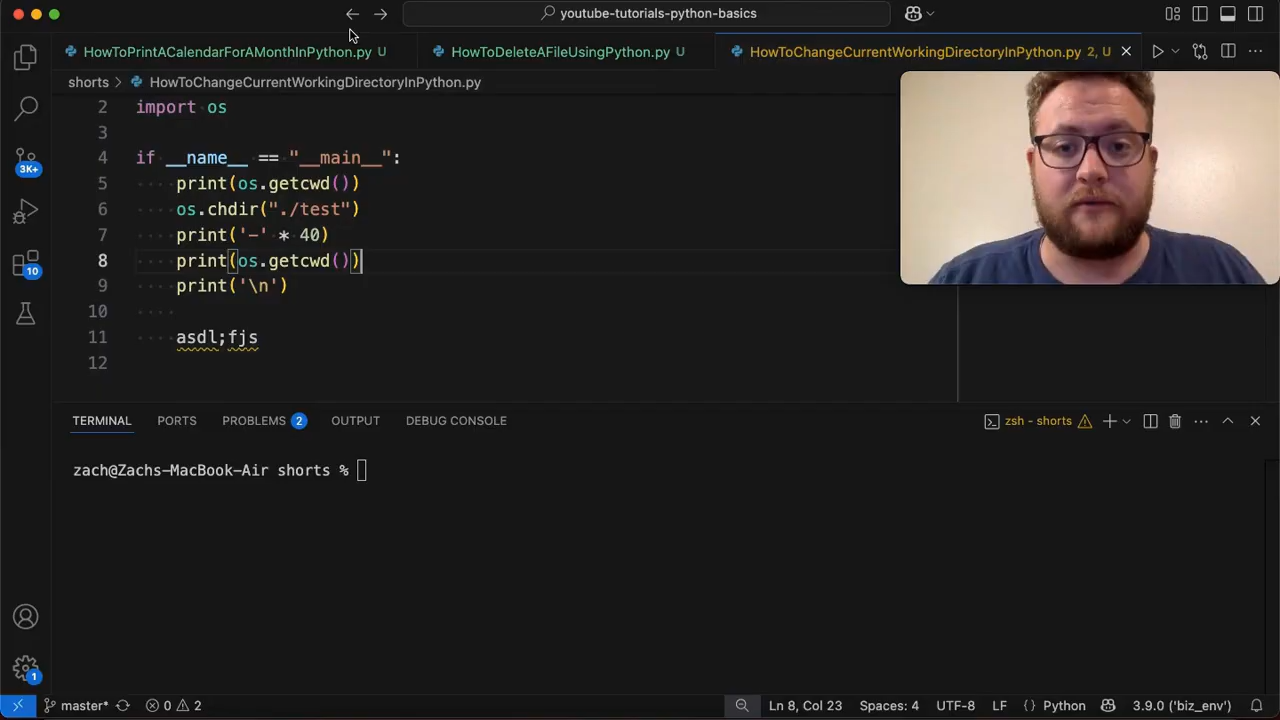 youtube-tutorials-python-basics
HowToPrintACalendarForAMonthInPython.py U
HowToDeleteAFileUsingPython.py U
HowToChangeCurrentWorkingDirectoryInPython.py 2, U
shorts > HowToChangeCurrentWorkingDirectoryInPython.py
2 import os
3
4 if __name__ == "__main__":
5 print(os.getcwd())
6 os.chdir("./test")
7 print('-' * 40)
8 print(os.getcwd())
9 print('\n')
10
11 asdl;fjs
12
3K+
10
TERMINAL PORTS PROBLEMS 2 OUTPUT DEBUG CONSOLE
zsh - shorts
zach@Zachs-MacBook-Air shorts %
1
master* 0 2 Ln 8, Col 23 Spaces: 4 UTF-8 LF {} Python 3.9.0 ('biz_env')